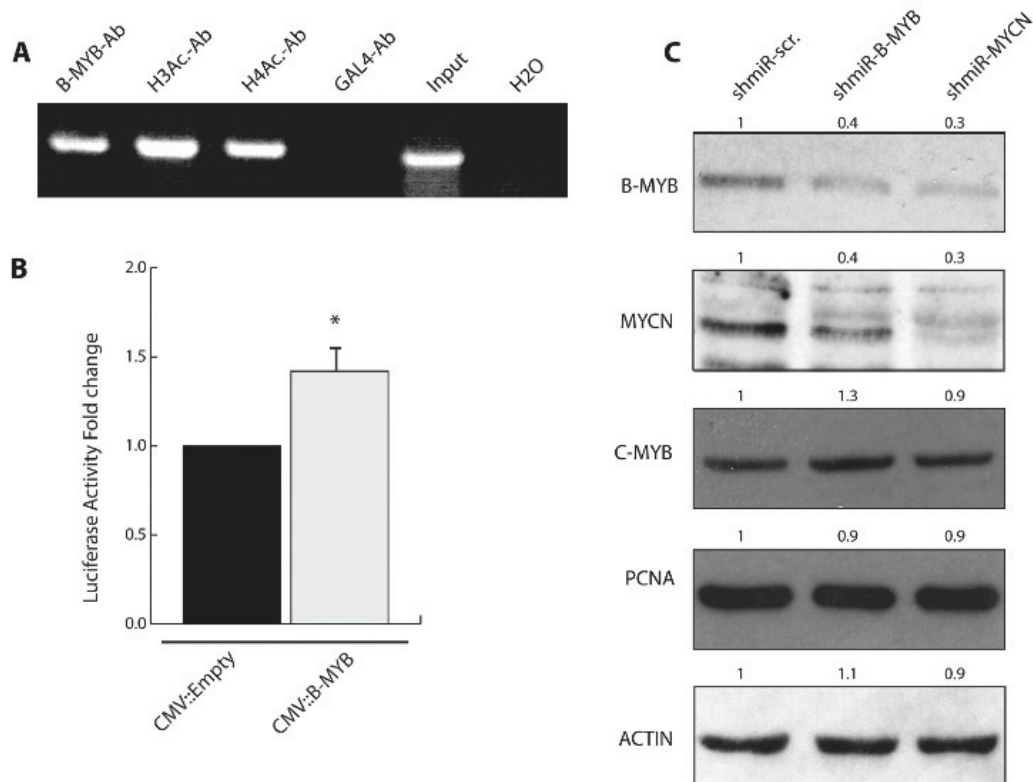 A
B-MYB-Ab
H3Ac.-Ab
H4Ac.-Ab
GAL4-Ab
Input
H2O
B
2.0
1.5
1.0
0.5
0.0
Luciferase Activity Fold change
*
CMV::Empty
CMV::B-MYB
C
shmiR-scr.
shmiR-B-MYB
shmiR-MYCN
1 0.4 0.3
B-MYB
1 0.4 0.3
MYCN
1 1.3 0.9
C-MYB
1 0.9 0.9
PCNA
1 1.1 0.9
ACTIN